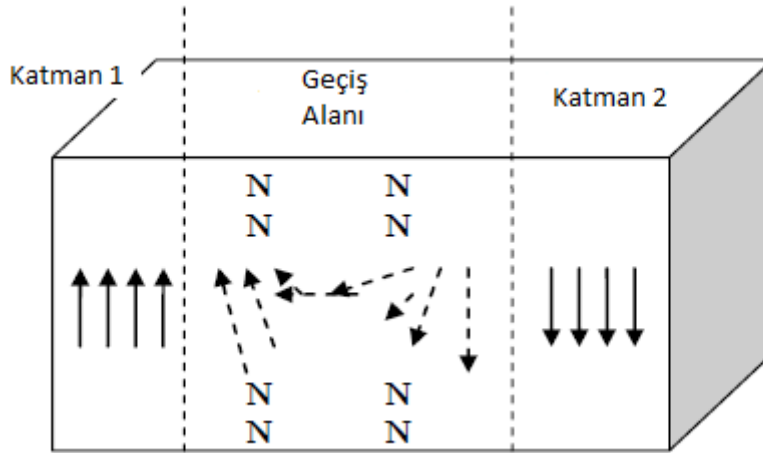 Katman 1
Geçiş
Alanı
Katman 2
N N
N N
N N
N N